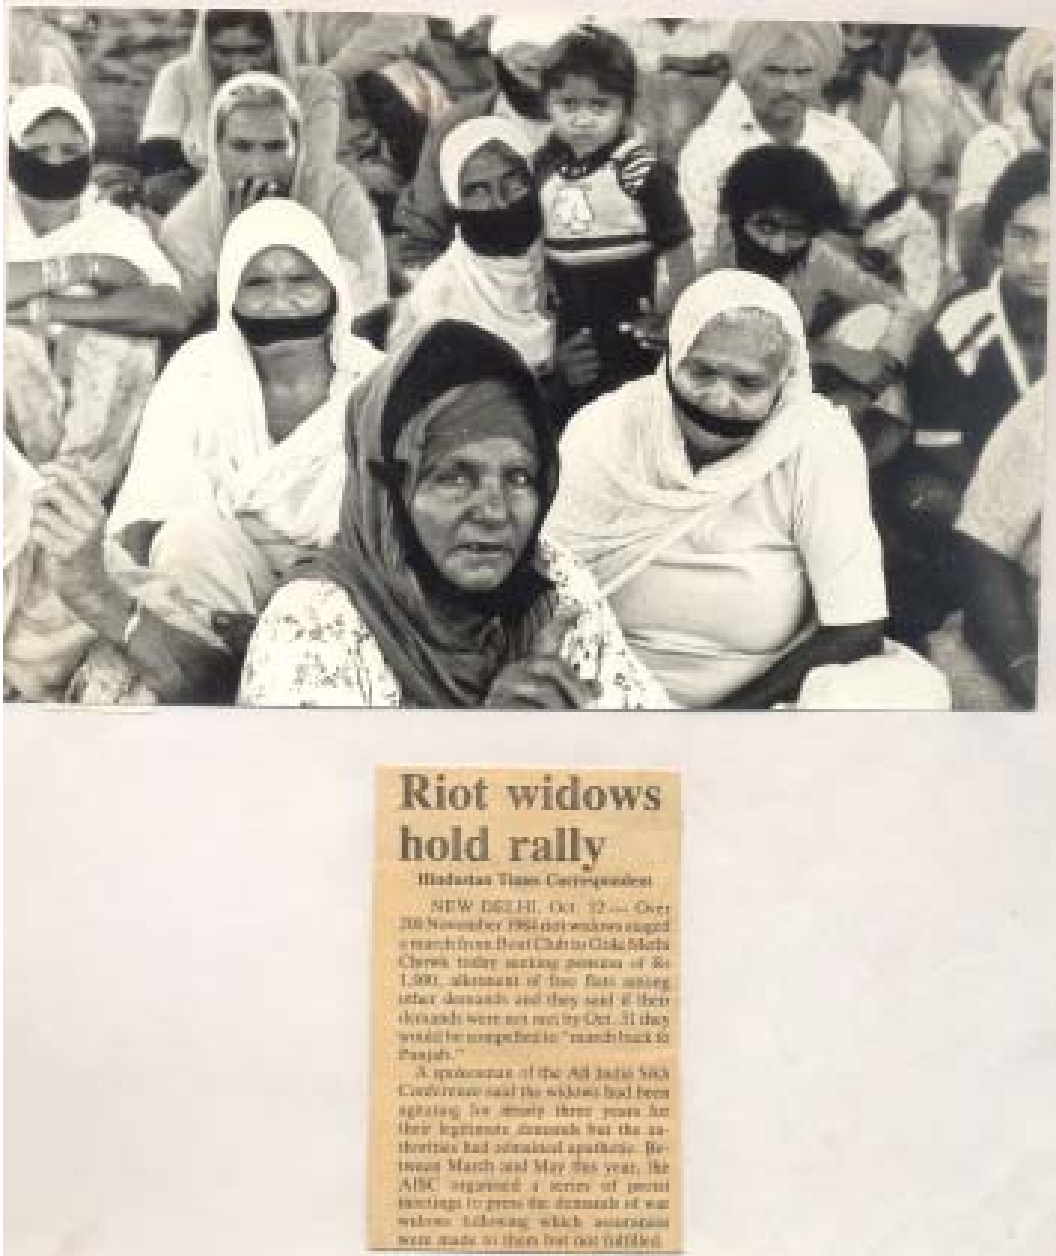 Riot widows
hold rally
Hindustan Times Correspondent
NEW DELHI, Oct. 12 — Over
200 November 1984 riot widows staged
a march from Boat Club to Gole Methi
Chowk today seeking pension of Rs
1,000, allotment of free flats among
other demands and they said if their
demands were not met by Oct. 31 they
would be compelled to "march back to
Punjab."
A spokesman of the All India Sikh
Conference said the widows had been
agitating for nearly three years for
their legitimate demands but the au-
thorities had remained apathetic. Be-
tween March and May this year, the
AISC organised a series of protest
meetings to press the demands of war
widows following which assurances
were made to them but not fulfilled.